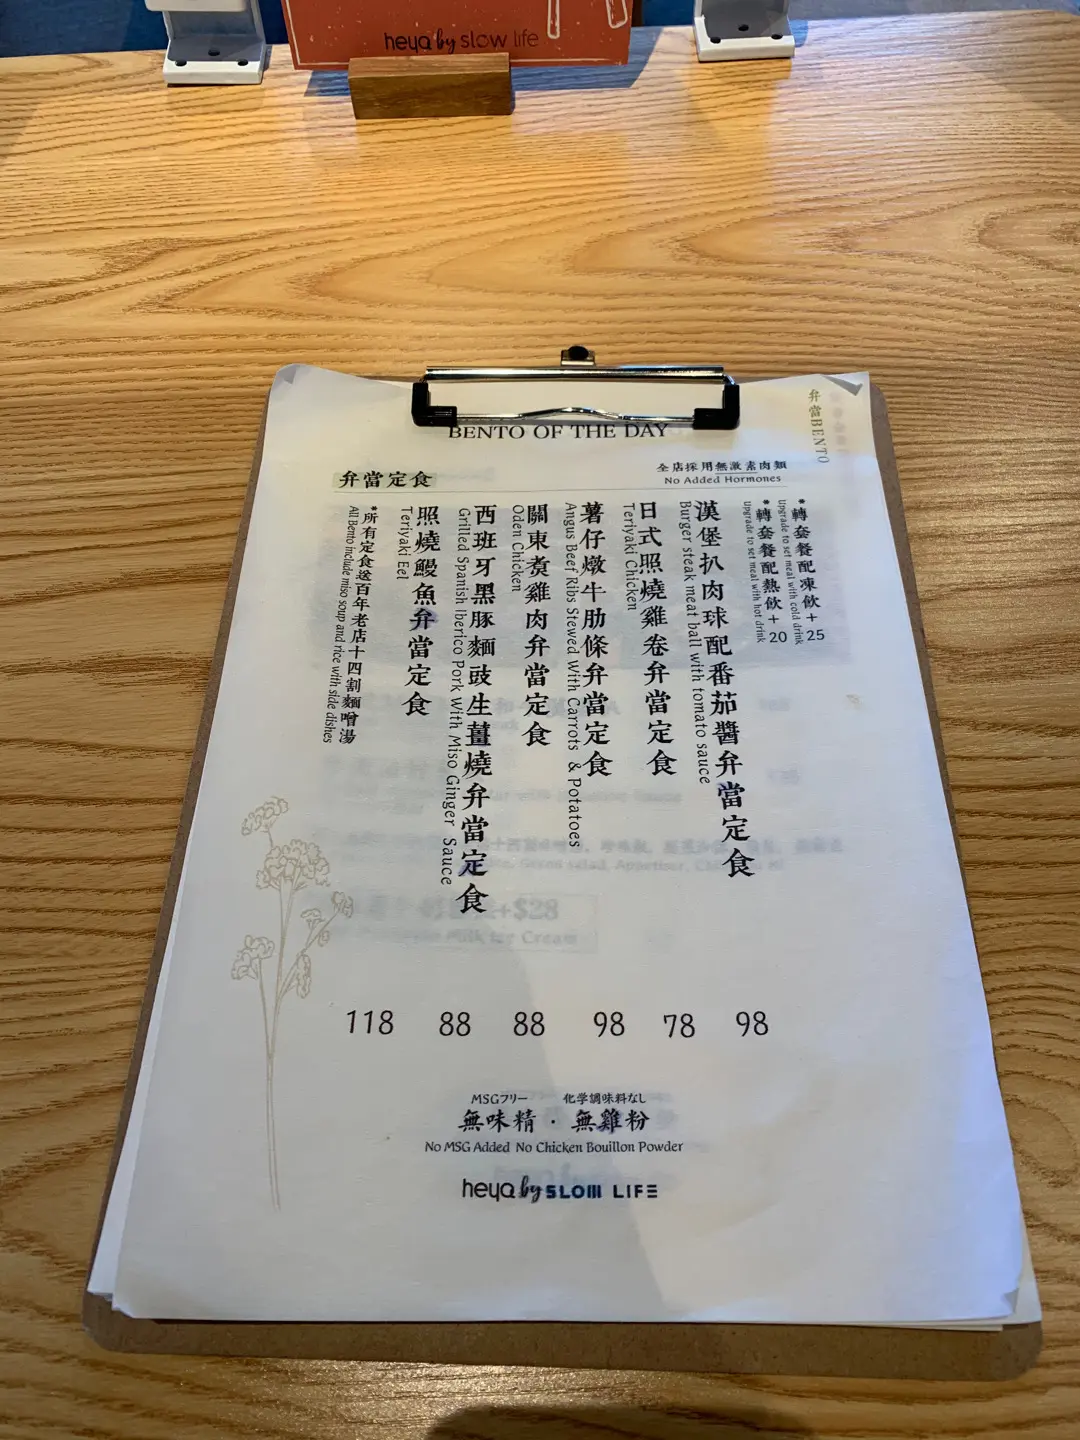 heya by slow life
BENTO OF THE DAY
弁當BENTO
全店採用無激素肉類
No Added Hormones
弁當定食
*轉套餐配凍飲+25
Upgrade to set meal with cold drink
*轉套餐配熱飲+20
Upgrade to set meal with hot drink
漢堡扒肉球配番茄醬弁當定食
Burger steak meat ball with tomato sauce
日式照燒雞卷弁當定食
Teriyaki Chicken
薯仔燉牛肋條弁當定食
Angus Beef Ribs Stewed With Carrots & Potatoes
關東煑雞肉弁當定食
Oden Chicken
西班牙黑豚麵豉生薑燒弁當定食
Grilled Spanish Iberico Pork With Miso Ginger Sauce
照燒鰻魚弁當定食
Teriyaki Eel
*所有定食送百年老店十四割麵噌湯
All Bento include miso soup and rice with side dishes
118 88 88 98 78 98
MSGフリー 化学調味料なし
無味精・無雞粉
No MSG Added No Chicken Bouillon Powder
heya by SLOW LIFE